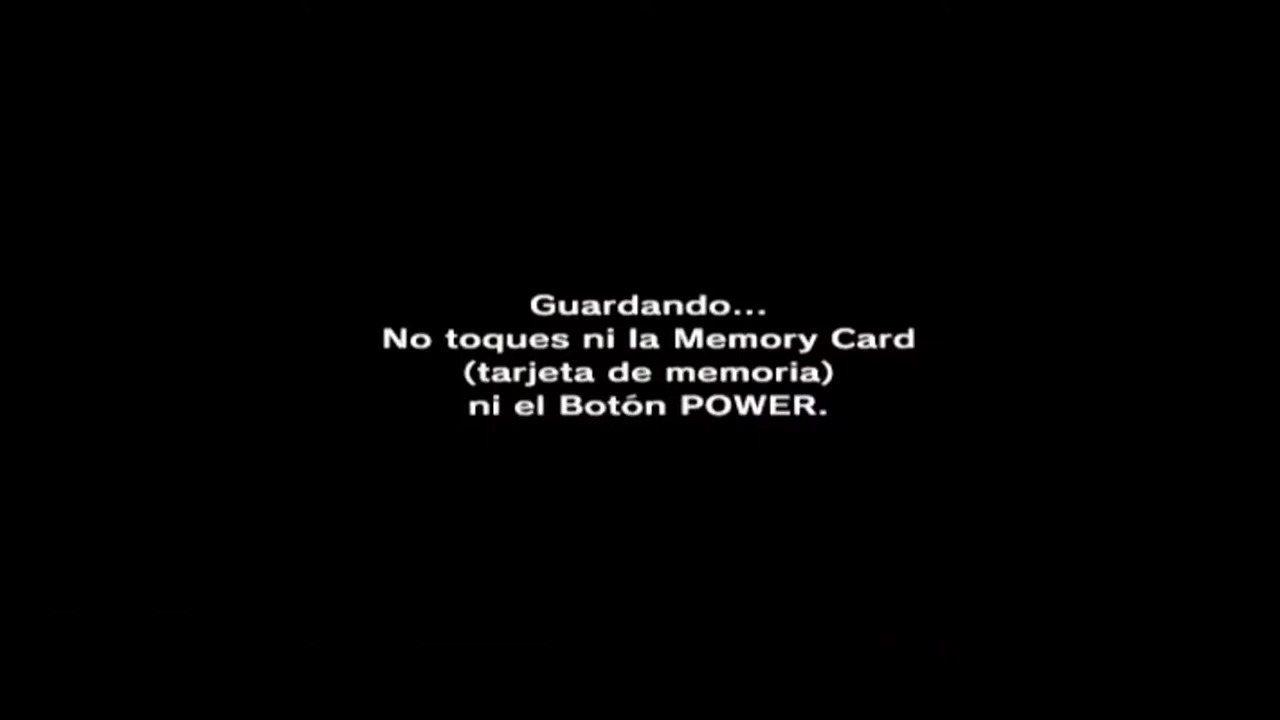 Guardando...
No toques ni la Memory Card
(tarjeta de memoria)
ni el Botón POWER.